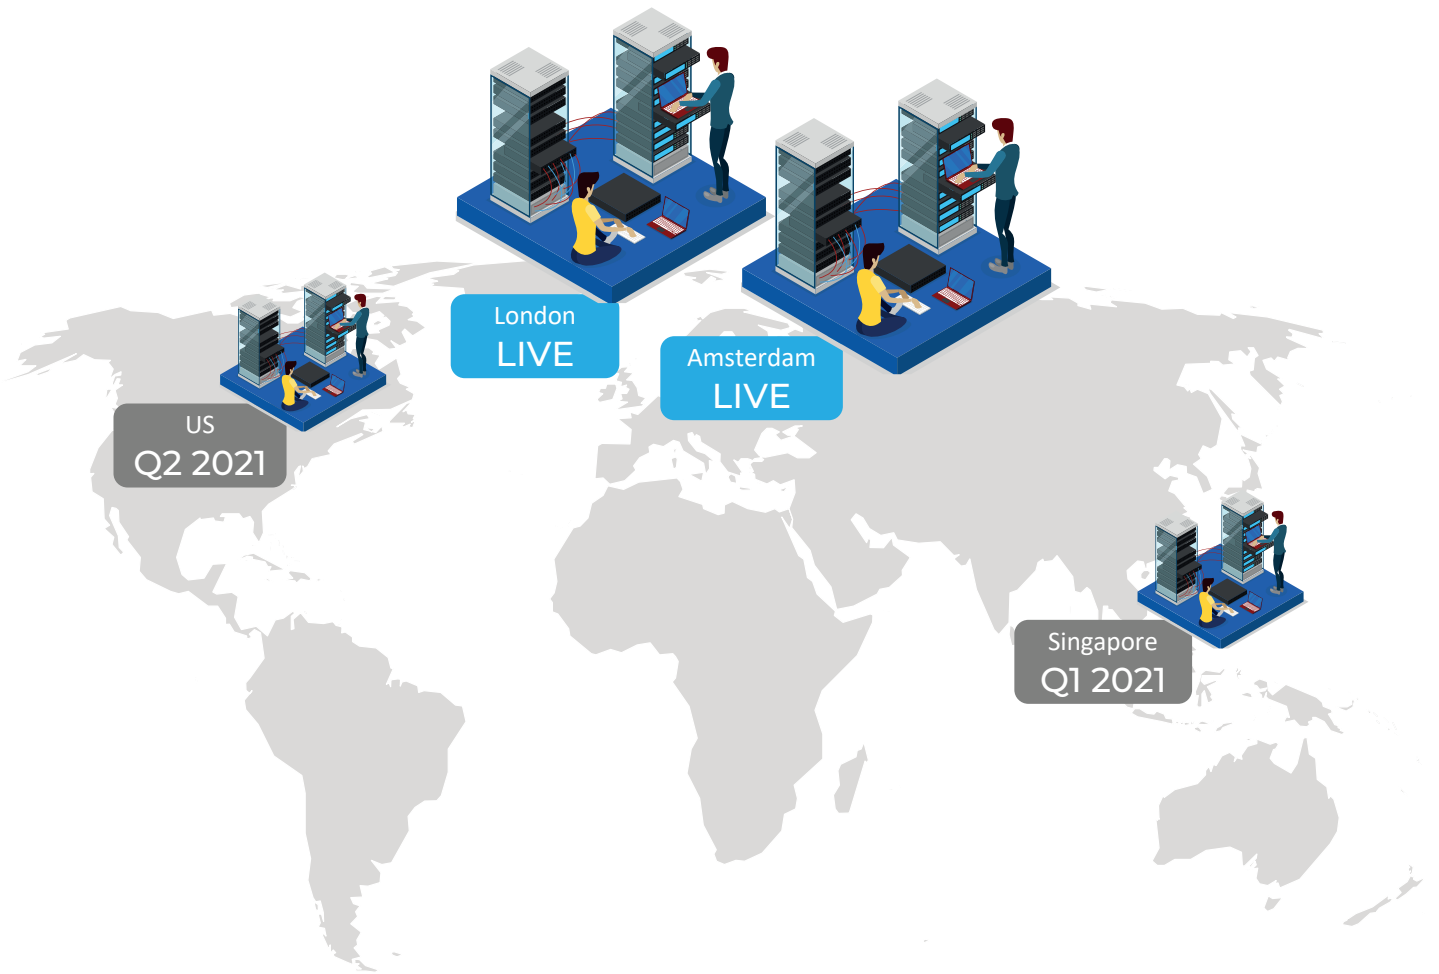 London
LIVE
Amsterdam
LIVE
US
Q2 2021
Singapore
Q1 2021